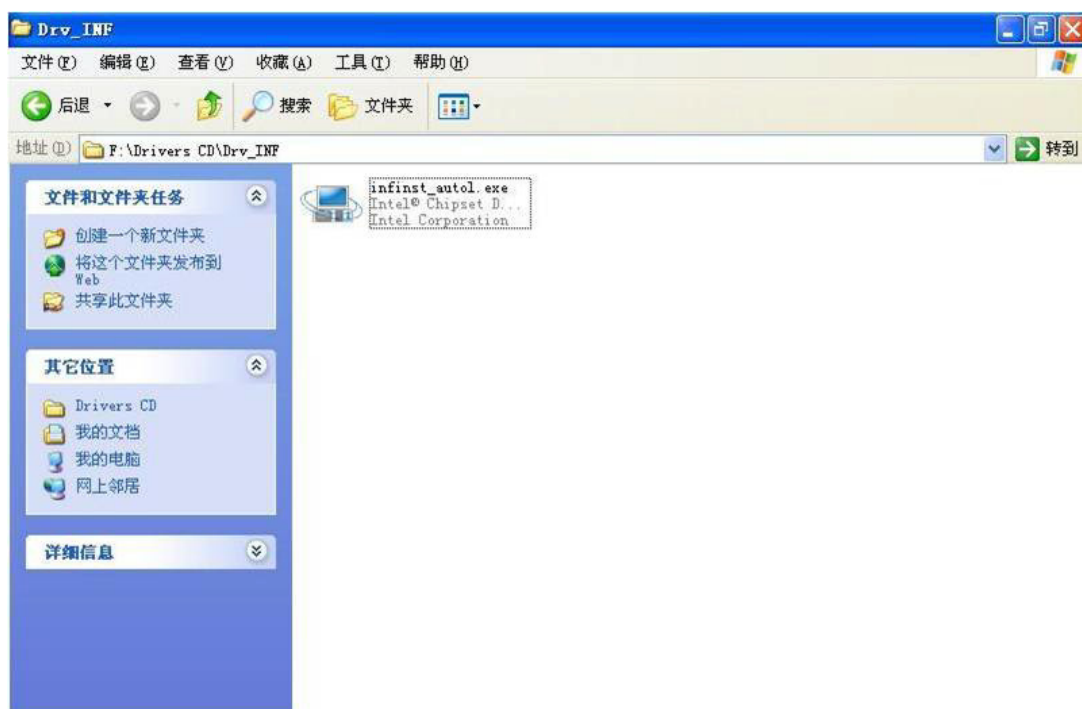 Drv_INF
文件(F) 编辑(E) 查看(V) 收藏(A) 工具(T) 帮助(H)
后退 搜索 文件夹
地址(D) F:\Drivers CD\Drv_INF 转到
文件和文件夹任务
创建一个新文件夹
将这个文件夹发布到
Web
共享此文件夹
其它位置
Drivers CD
我的文档
我的电脑
网上邻居
详细信息
infinst_autol.exe
Intel® Chipset D...
Intel Corporation